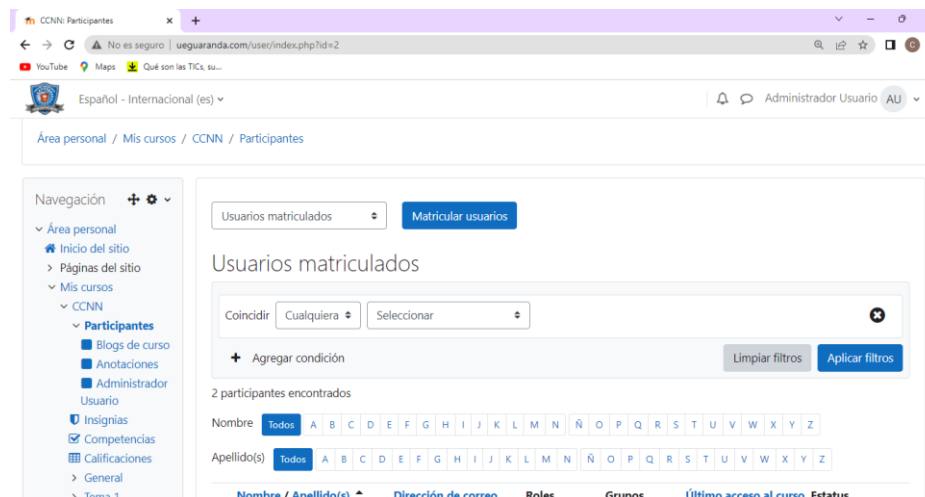 CCNN: Participantes
No es seguro | ueguaranda.com/user/index.php?id=2
YouTube Maps Qué son las TICs, su...
Español - Internacional (es) Administrador Usuario AU
Área personal / Mis cursos / CCNN / Participantes
Navegación
Área personal
Inicio del sitio
Páginas del sitio
Mis cursos
CCNN
Participantes
Blogs de curso
Anotaciones
Administrador
Usuario
Insignias
Competencias
Calificaciones
General
Tema 1
Usuarios matriculados Matricular usuarios
Usuarios matriculados
Coincidir Cualquiera Seleccionar
Agregar condición Limpiar filtros Aplicar filtros
2 participantes encontrados
Nombre Todos A B C D E F G H I J K L M N Ñ O P Q R S T U V W X Y Z
Apellido(s) Todos A B C D E F G H I J K L M N Ñ O P Q R S T U V W X Y Z
Nombre / Apellido(s) Dirección de correo Roles Grupos Último acceso al curso Estatus